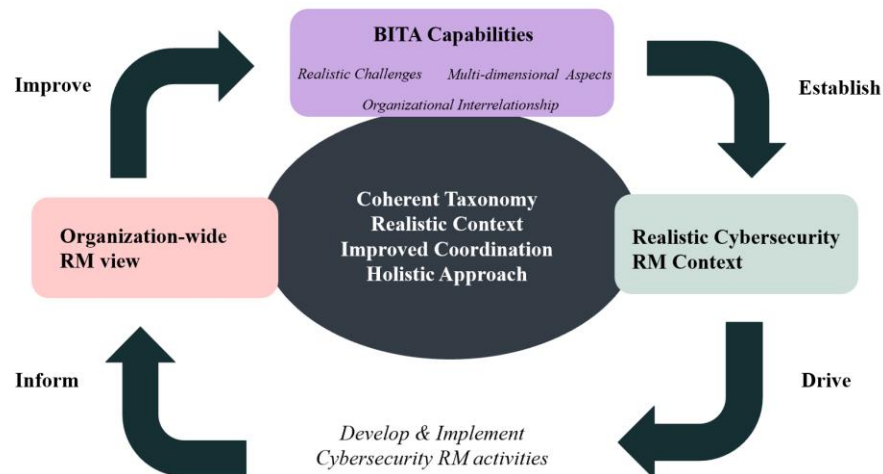 BITA Capabilities
Realistic Challenges Multi-dimensional Aspects
Organizational Interrelationship
Improve
Establish
Coherent Taxonomy
Realistic Context
Improved Coordination
Holistic Approach
Organization-wide
RM view
Realistic Cybersecurity
RM Context
Inform
Drive
Develop & Implement
Cybersecurity RM activities